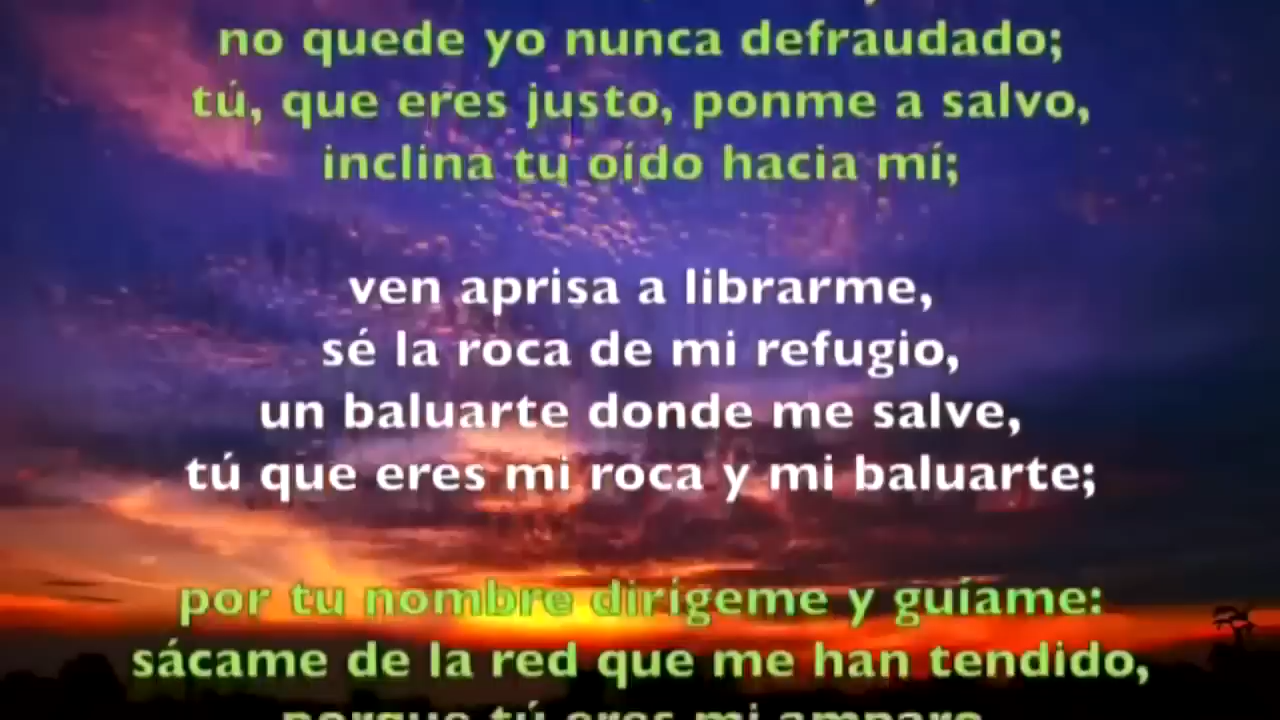 no quede yo nunca defraudado;
tú, que eres justo, ponme a salvo,
inclina tu oído hacia mí;
ven aprisa a librarme,
sé la roca de mi refugio,
un baluarte donde me salve,
tú que eres mi roca y mi baluarte;
por tu nombre dirígeme y guíame:
sácame de la red que me han tendido,
porque tú eres mi amparo